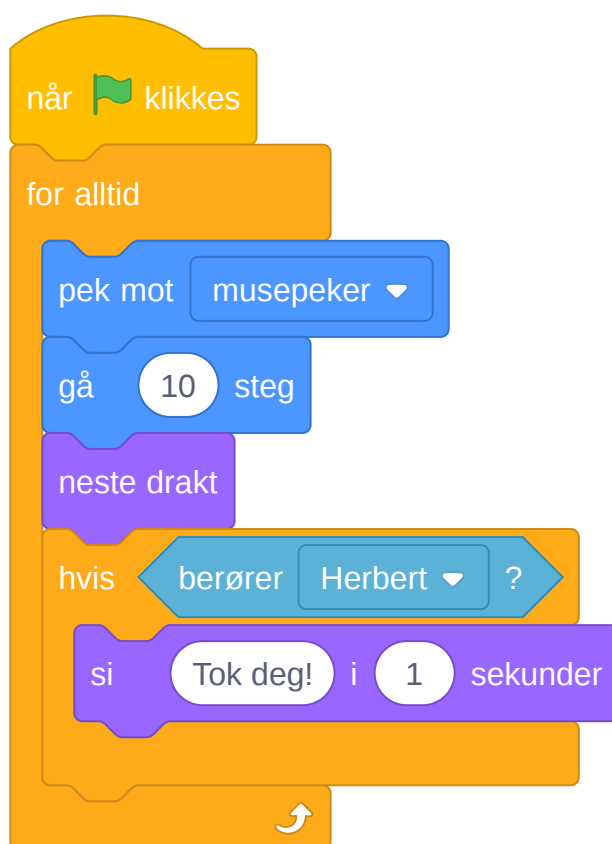 når klikkes
for alltid
pek mot musepeker
gå 10 steg
neste drakt
hvis berører Herbert ?
si Tok deg! i 1 sekunder